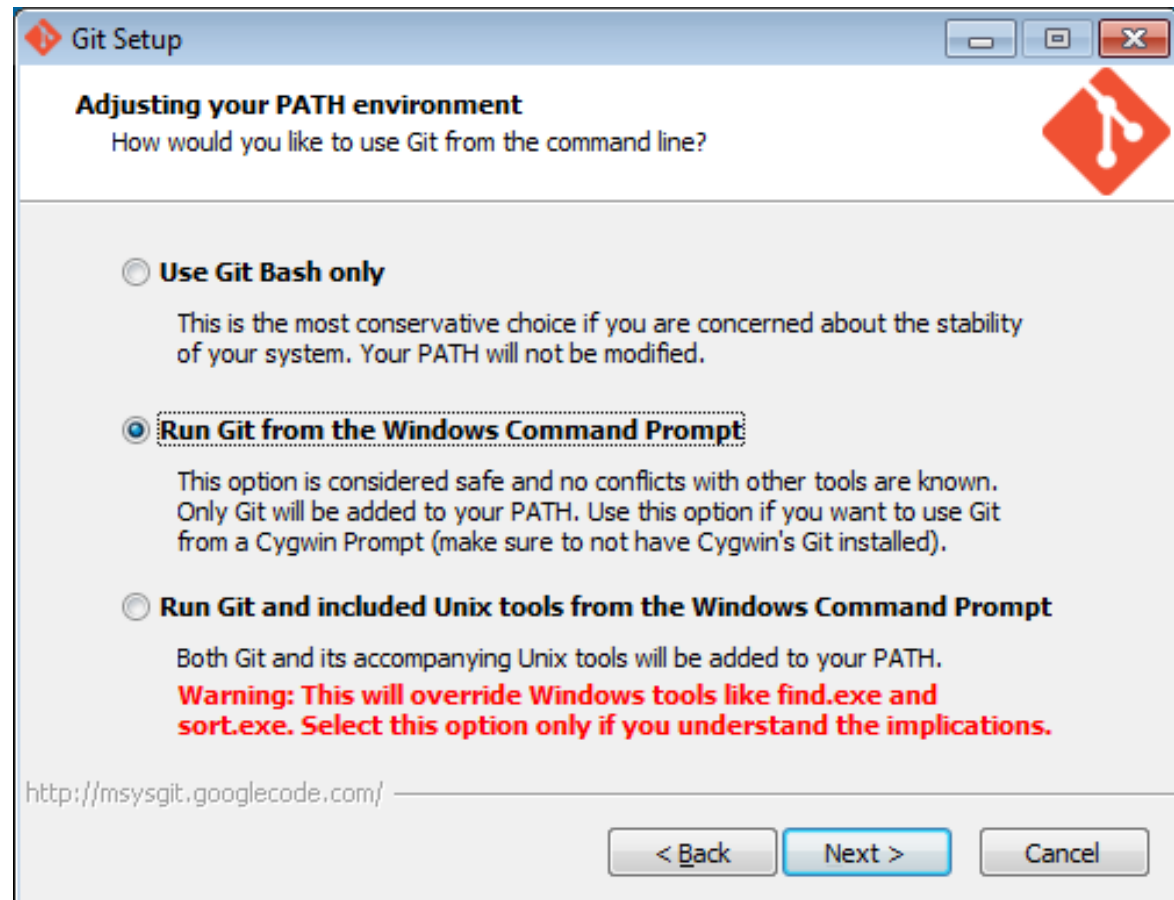 Git Setup
Adjusting your PATH environment
How would you like to use Git from the command line?
Use Git Bash only
This is the most conservative choice if you are concerned about the stability
of your system. Your PATH will not be modified.
Run Git from the Windows Command Prompt
This option is considered safe and no conflicts with other tools are known.
Only Git will be added to your PATH. Use this option if you want to use Git
from a Cygwin Prompt (make sure to not have Cygwin's Git installed).
Run Git and included Unix tools from the Windows Command Prompt
Both Git and its accompanying Unix tools will be added to your PATH.
Warning: This will override Windows tools like find.exe and
sort.exe. Select this option only if you understand the implications.
http://msysgit.googlecode.com/
< Back Next > Cancel